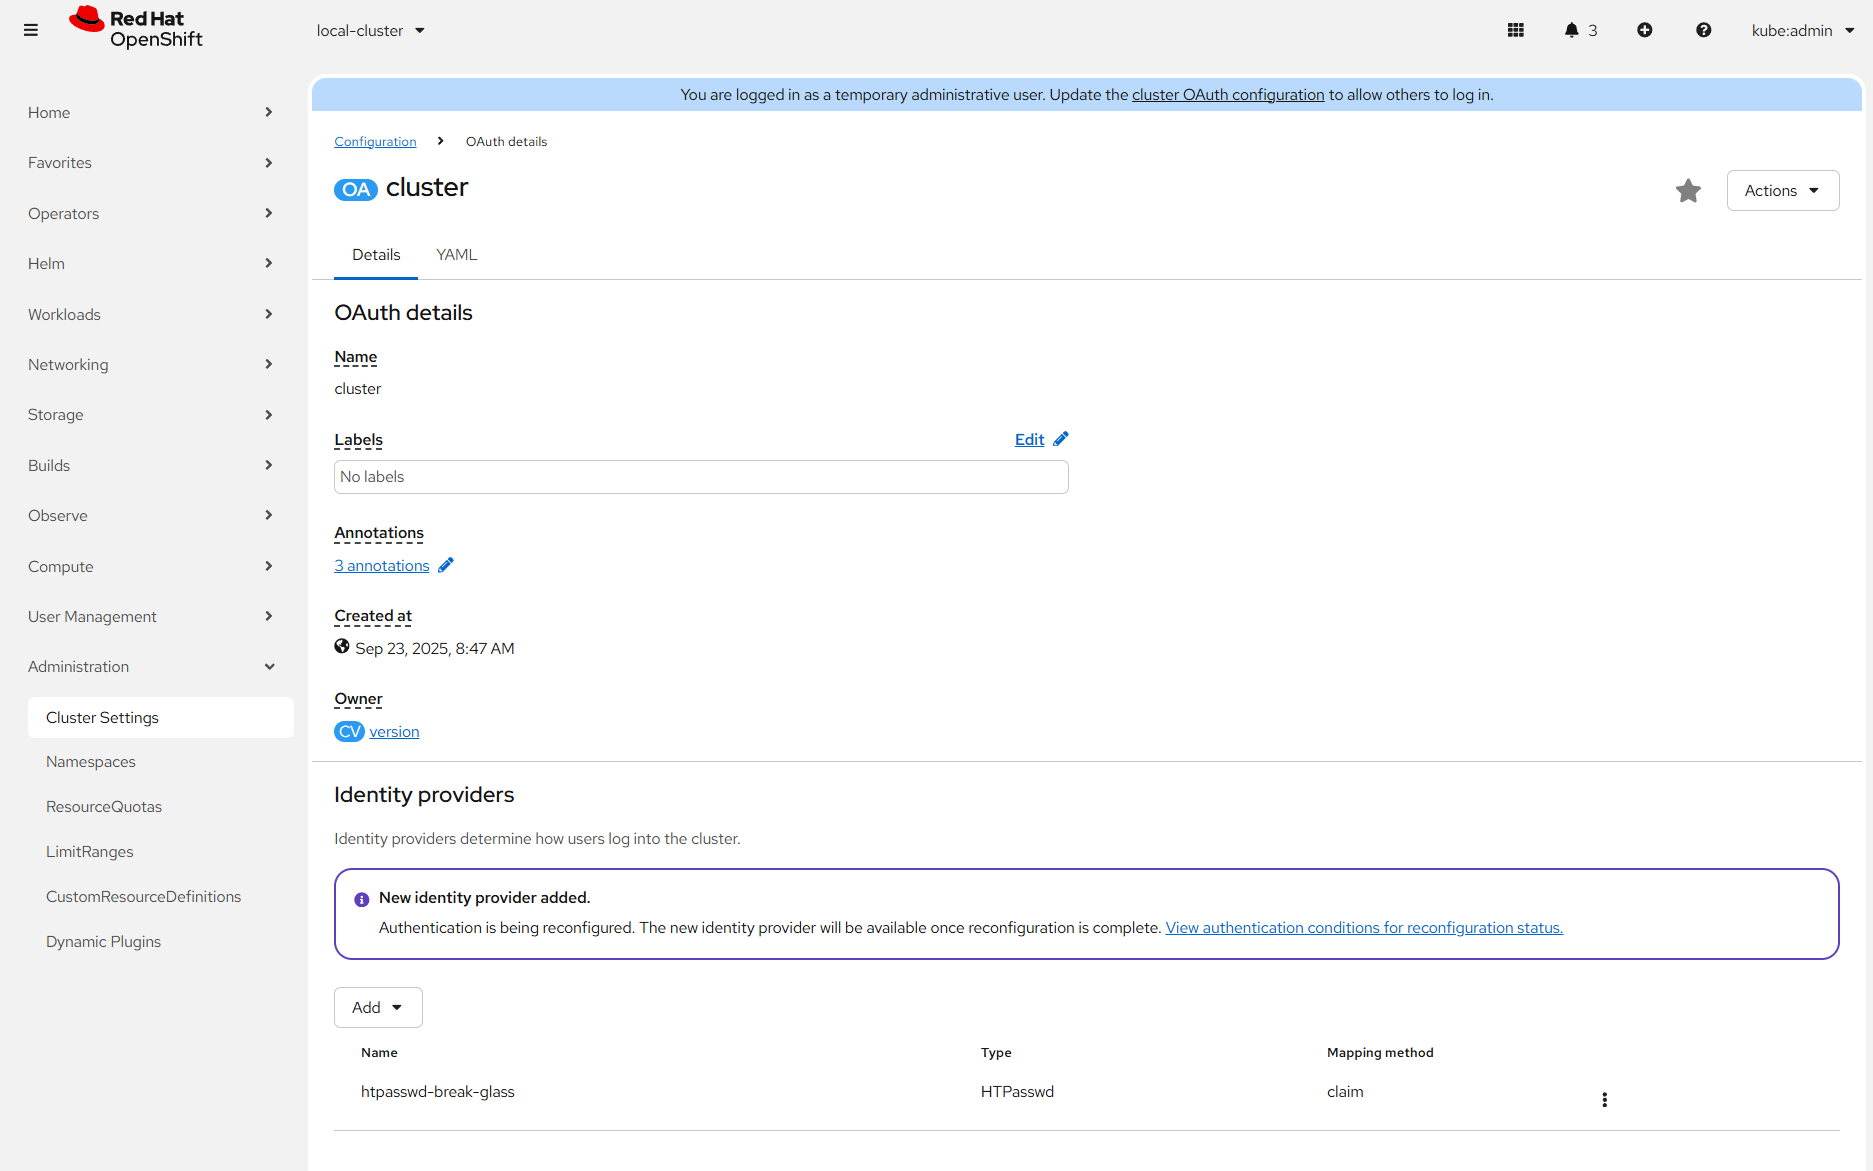 Red Hat
OpenShift
local-cluster
3
kube:admin
Home
Favorites
Operators
Helm
Workloads
Networking
Storage
Builds
Observe
Compute
User Management
Administration
Cluster Settings
Namespaces
ResourceQuotas
LimitRanges
CustomResourceDefinitions
Dynamic Plugins
You are logged in as a temporary administrative user. Update the cluster OAuth configuration to allow others to log in.
Configuration OAuth details
OA cluster
Actions
Details YAML
OAuth details
Name
cluster
Labels Edit
No labels
Annotations
3 annotations
Created at
Sep 23, 2025, 8:47 AM
Owner
CV version
Identity providers
Identity providers determine how users log into the cluster.
New identity provider added.
Authentication is being reconfigured. The new identity provider will be available once reconfiguration is complete. View authentication conditions for reconfiguration status.
Add
Name Type Mapping method
htpasswd-break-glass HTPasswd claim